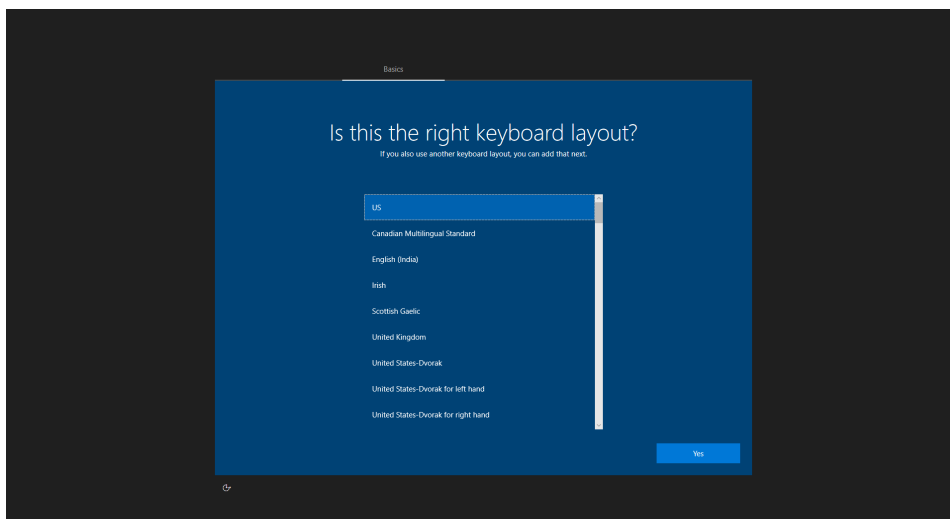 Basics
Is this the right keyboard layout?
If you also use another keyboard layout, you can add that next.
US
Canadian Multilingual Standard
English (India)
Irish
Scottish Gaelic
United Kingdom
United States-Dvorak
United States-Dvorak for left hand
United States-Dvorak for right hand
Yes